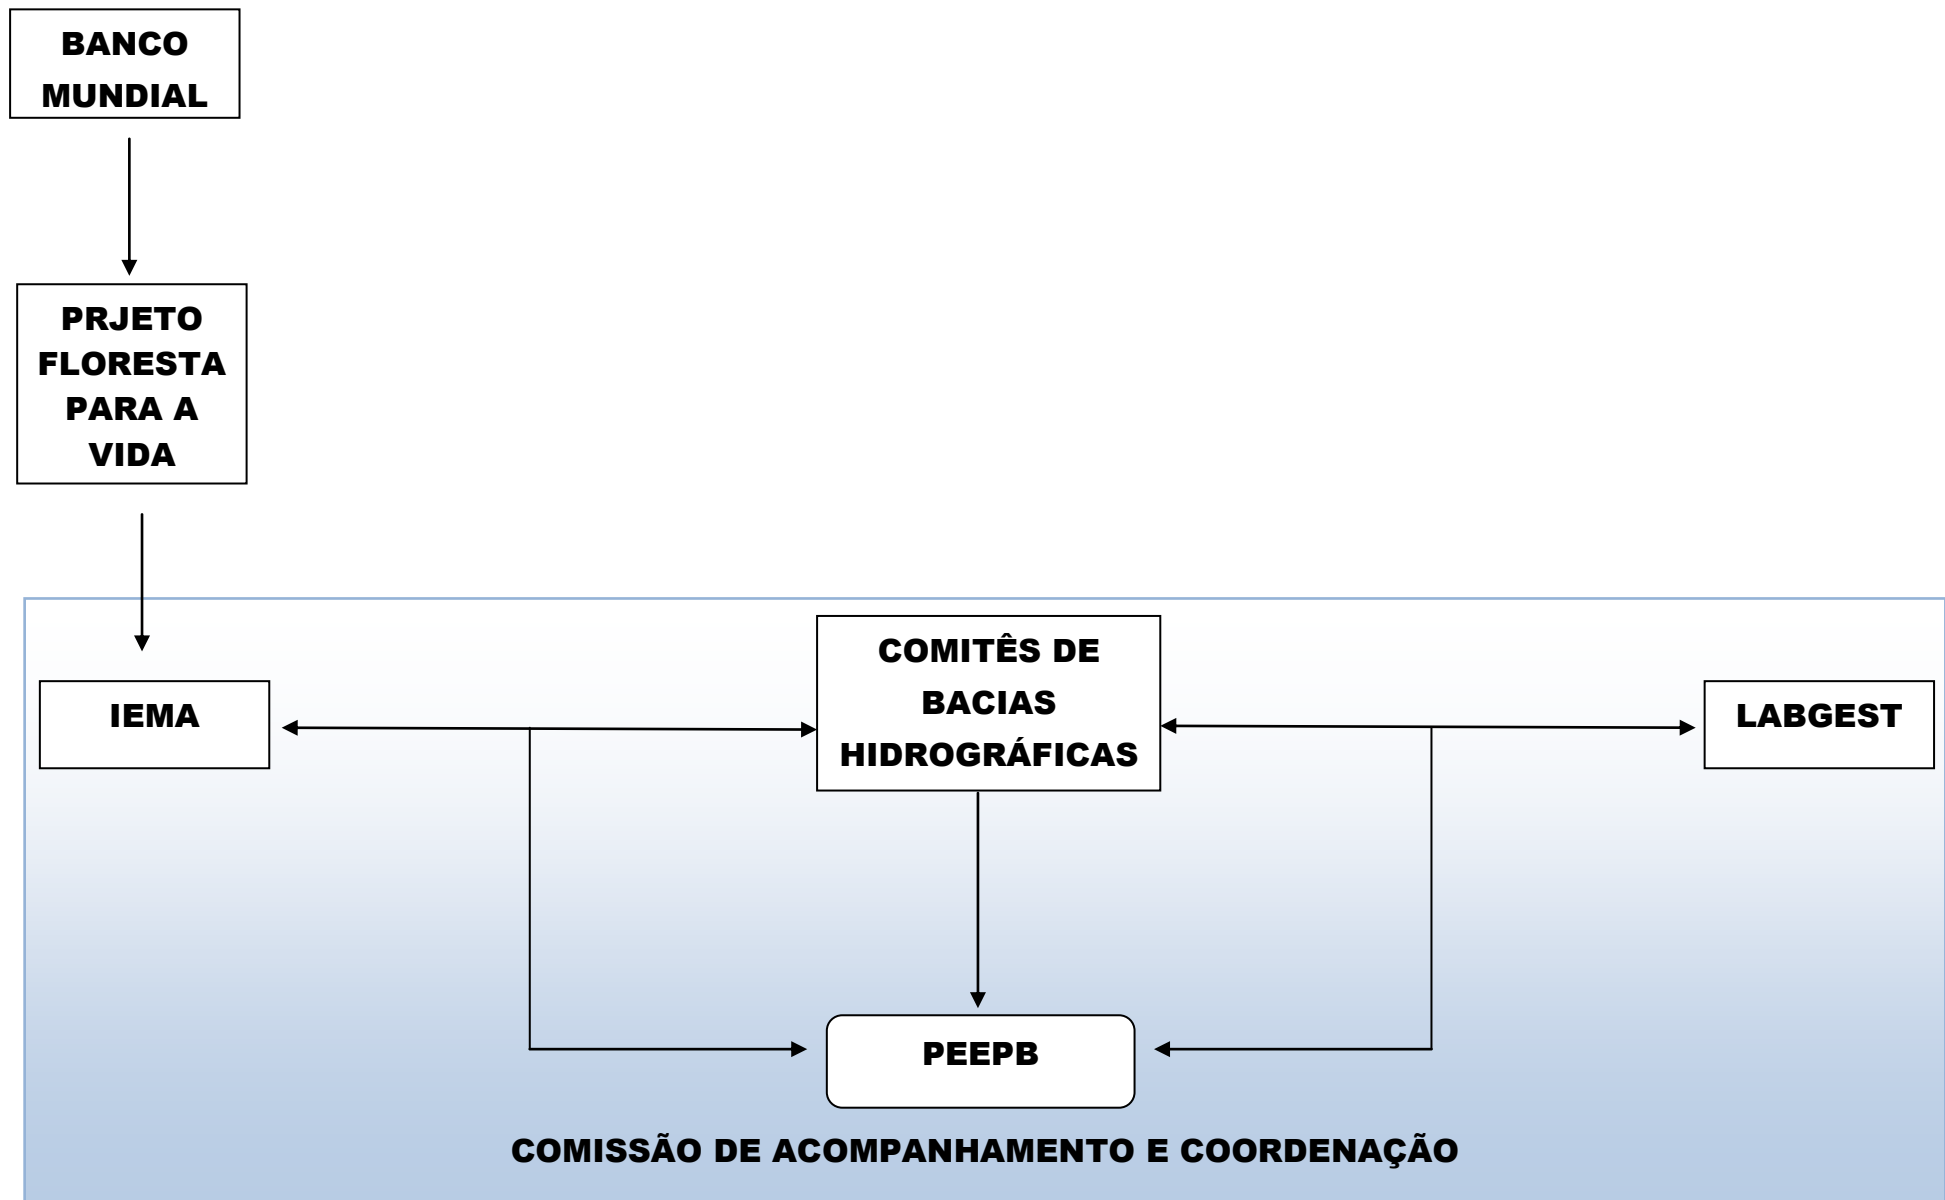 BANCO
MUNDIAL
PRJETO
FLORESTA
PARA A
VIDA
IEMA
COMITÊS DE
BACIAS
HIDROGRÁFICAS
LABGEST
PEEPB
COMISSÃO DE ACOMPANHAMENTO E COORDENAÇÃO